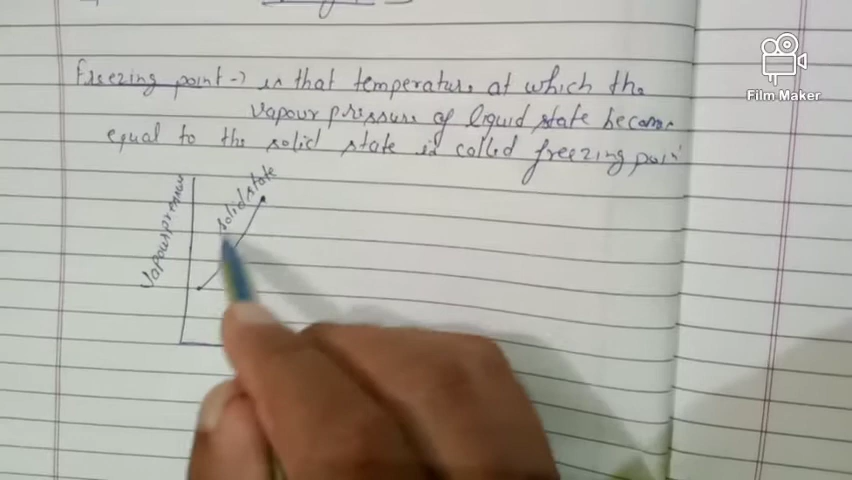 Freezing point → is that temperature at which the
vapour pressure of liquid state become
equal to the solid state is called freezing point
Vapour pressure
solid state
Film Maker